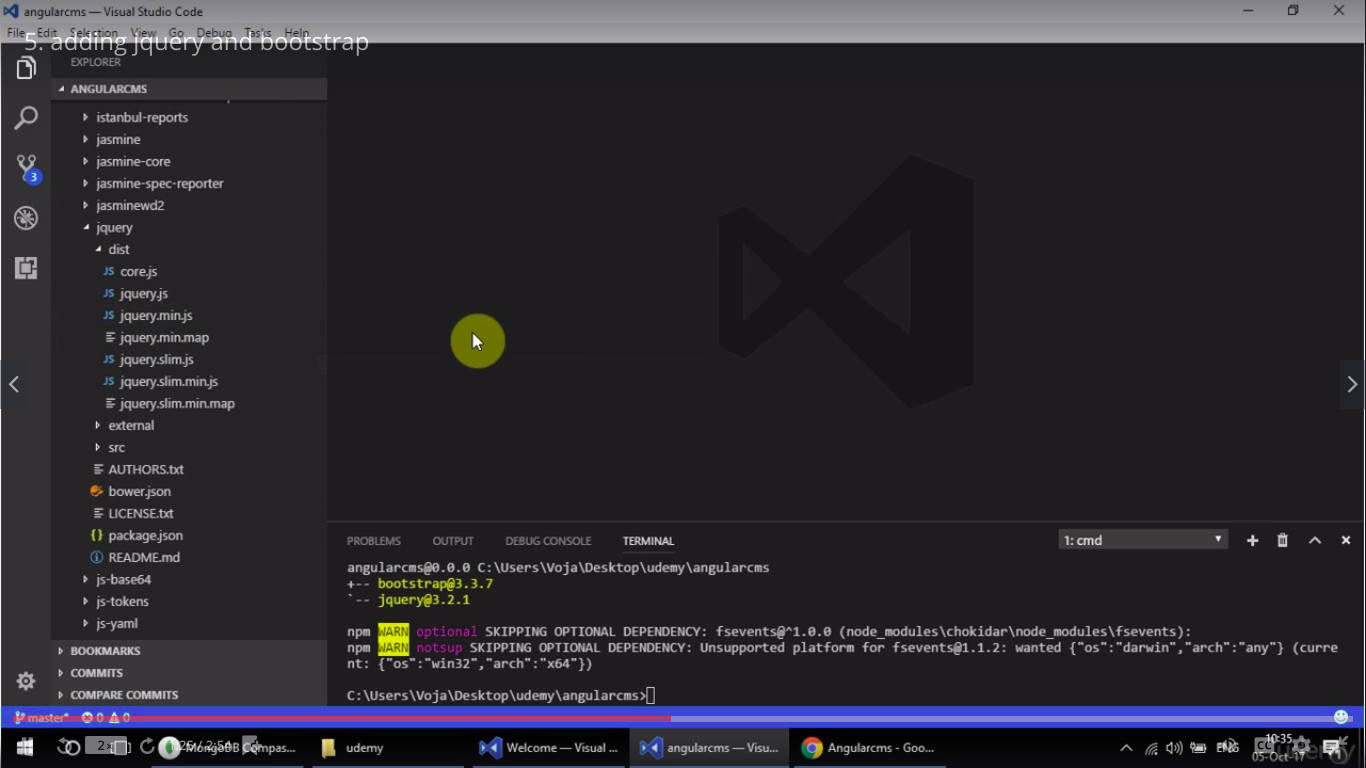 angularcms — Visual Studio Code
File Edit Selection View Go Debug Tasks Help
5. adding jquery and bootstrap
EXPLORER
ANGULARCMS
istanbul-reports
jasmine
jasmine-core
jasmine-spec-reporter
jasminewd2
jquery
dist
JS core.js
JS jquery.js
JS jquery.min.js
jquery.min.map
JS jquery.slim.js
JS jquery.slim.min.js
jquery.slim.min.map
external
src
AUTHORS.txt
bower.json
LICENSE.txt
{} package.json
README.md
js-base64
js-tokens
js-yaml
BOOKMARKS
COMMITS
COMPARE COMMITS
3
PROBLEMS OUTPUT DEBUG CONSOLE TERMINAL 1: cmd
angularcms@0.0.0 C:\Users\Voja\Desktop\udemy\angularcms
+-- bootstrap@3.3.7
`-- jquery@3.2.1
npm WARN optional SKIPPING OPTIONAL DEPENDENCY: fsevents@^1.0.0 (node_modules\chokidar\node_modules\fsevents):
npm WARN notsup SKIPPING OPTIONAL DEPENDENCY: Unsupported platform for fsevents@1.1.2: wanted {"os":"darwin","arch":"any"} (curre
nt: {"os":"win32","arch":"x64"})
C:\Users\Voja\Desktop\udemy\angularcms>
master* 0 0
2x MongoDB Compas... udemy Welcome — Visual ... angularcms — Visu... Angularcms - Goo... ENG 10:35
05-Oct-17